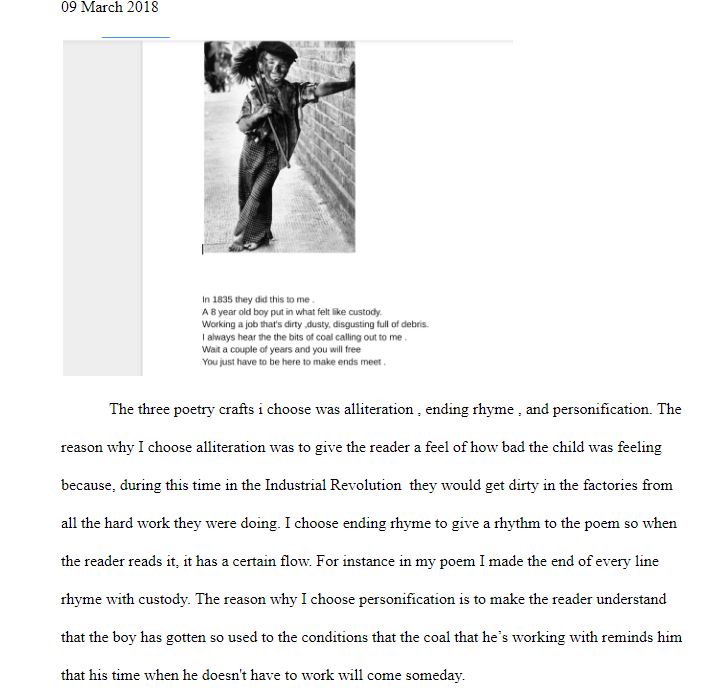 09 March 2018
In 1835 they did this to me .
A 8 year old boy put in what felt like custody.
Working a job that's dirty ,dusty, disgusting full of debris.
I always hear the the bits of coal calling out to me .
Wait a couple of years and you will free
You just have to be here to make ends meet .
The three poetry crafts i choose was alliteration , ending rhyme , and personification. The
reason why I choose alliteration was to give the reader a feel of how bad the child was feeling
because, during this time in the Industrial Revolution  they would get dirty in the factories from
all the hard work they were doing. I choose ending rhyme to give a rhythm to the poem so when
the reader reads it, it has a certain flow. For instance in my poem I made the end of every line
rhyme with custody. The reason why I choose personification is to make the reader understand
that the boy has gotten so used to the conditions that the coal that he’s working with reminds him
that his time when he doesn't have to work will come someday.